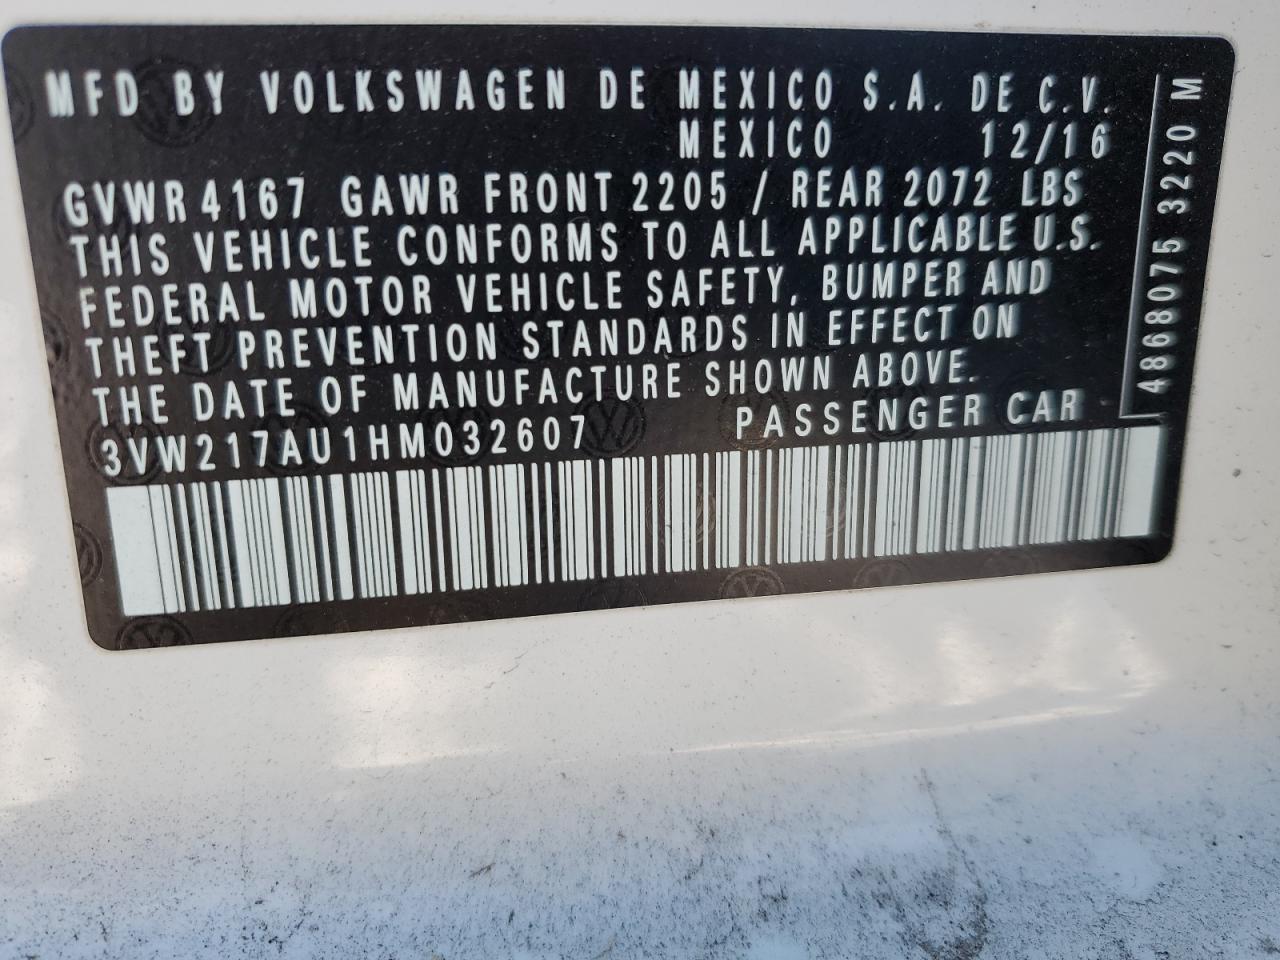 MFD BY VOLKSWAGEN DE MEXICO S.A. DE C.V.
MEXICO 12/16
GVWR 4167 GAWR FRONT 2205 / REAR 2072 LBS
THIS VEHICLE CONFORMS TO ALL APPLICABLE U.S.
FEDERAL MOTOR VEHICLE SAFETY, BUMPER AND
THEFT PREVENTION STANDARDS IN EFFECT ON
THE DATE OF MANUFACTURE SHOWN ABOVE.
3VW217AU1HM032607 PASSENGER CAR
4868075 3220 M